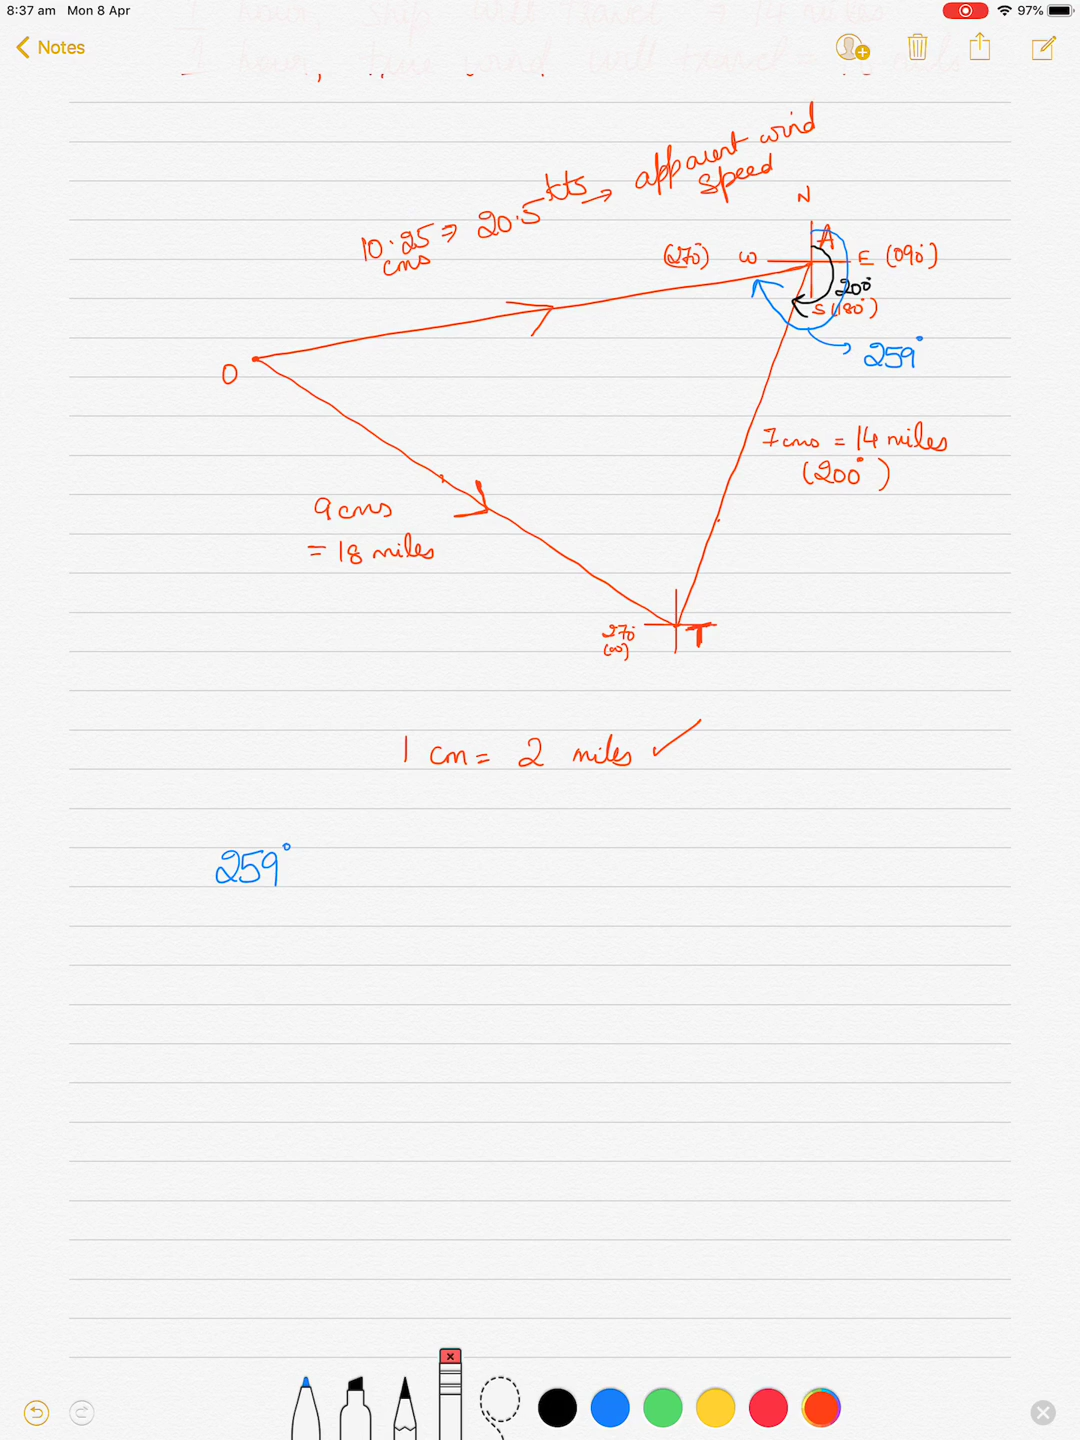 8:37 am Mon 8 Apr
97%
Notes
10.25 ⇒ 20.5 kts → apparent wind
cms
speed
N
A
(270°) W E (090°)
200°
S (180°)
259°
O
7 cms = 14 miles
(200°)
9 cms
= 18 miles
270°
(W)
T
1 cm = 2 miles ✓
259°